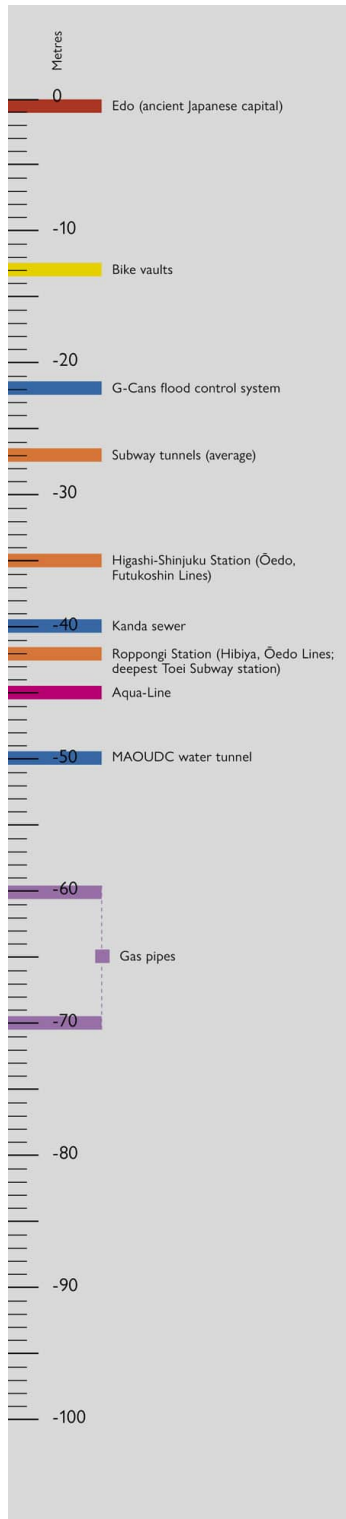 Metres
0
Edo (ancient Japanese capital)
-10
Bike vaults
-20
G-Cans flood control system
Subway tunnels (average)
-30
Higashi-Shinjuku Station (Ōedo,
Futukoshin Lines)
-40
Kanda sewer
Roppongi Station (Hibiya, Ōedo Lines;
deepest Toei Subway station)
Aqua-Line
-50
MAOUDC water tunnel
-60
Gas pipes
-70
-80
-90
-100